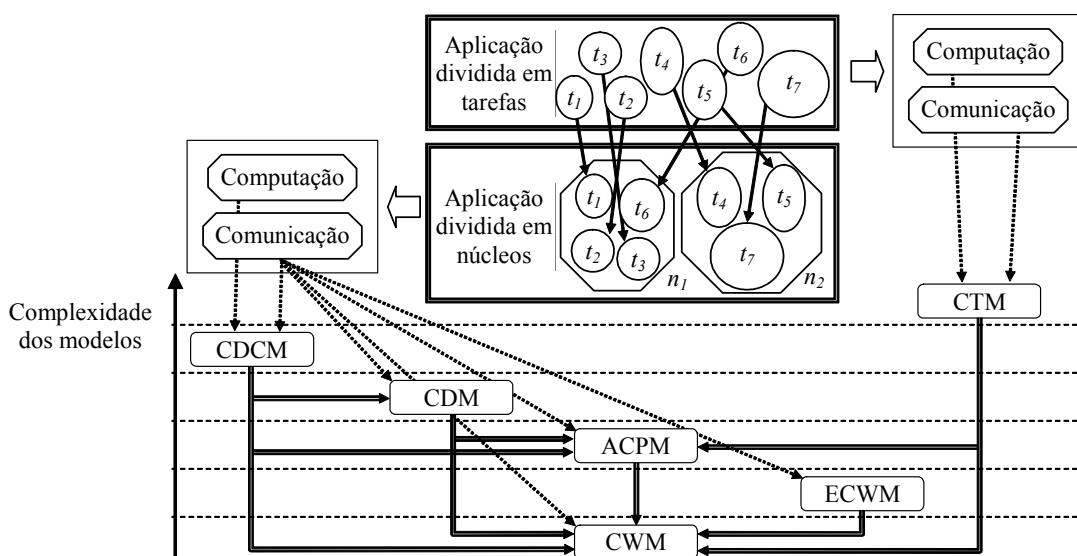 Aplicação
dividida em
tarefas
t3
t4
t6
t7
t1
t2
t5
Computação
Comunicação
Computação
Comunicação
Aplicação
dividida em
núcleos
t1
t6
t2
t3
n1
t4
t5
t7
n2
Complexidade
dos modelos
CTM
CDCM
CDM
ACPM
ECWM
CWM